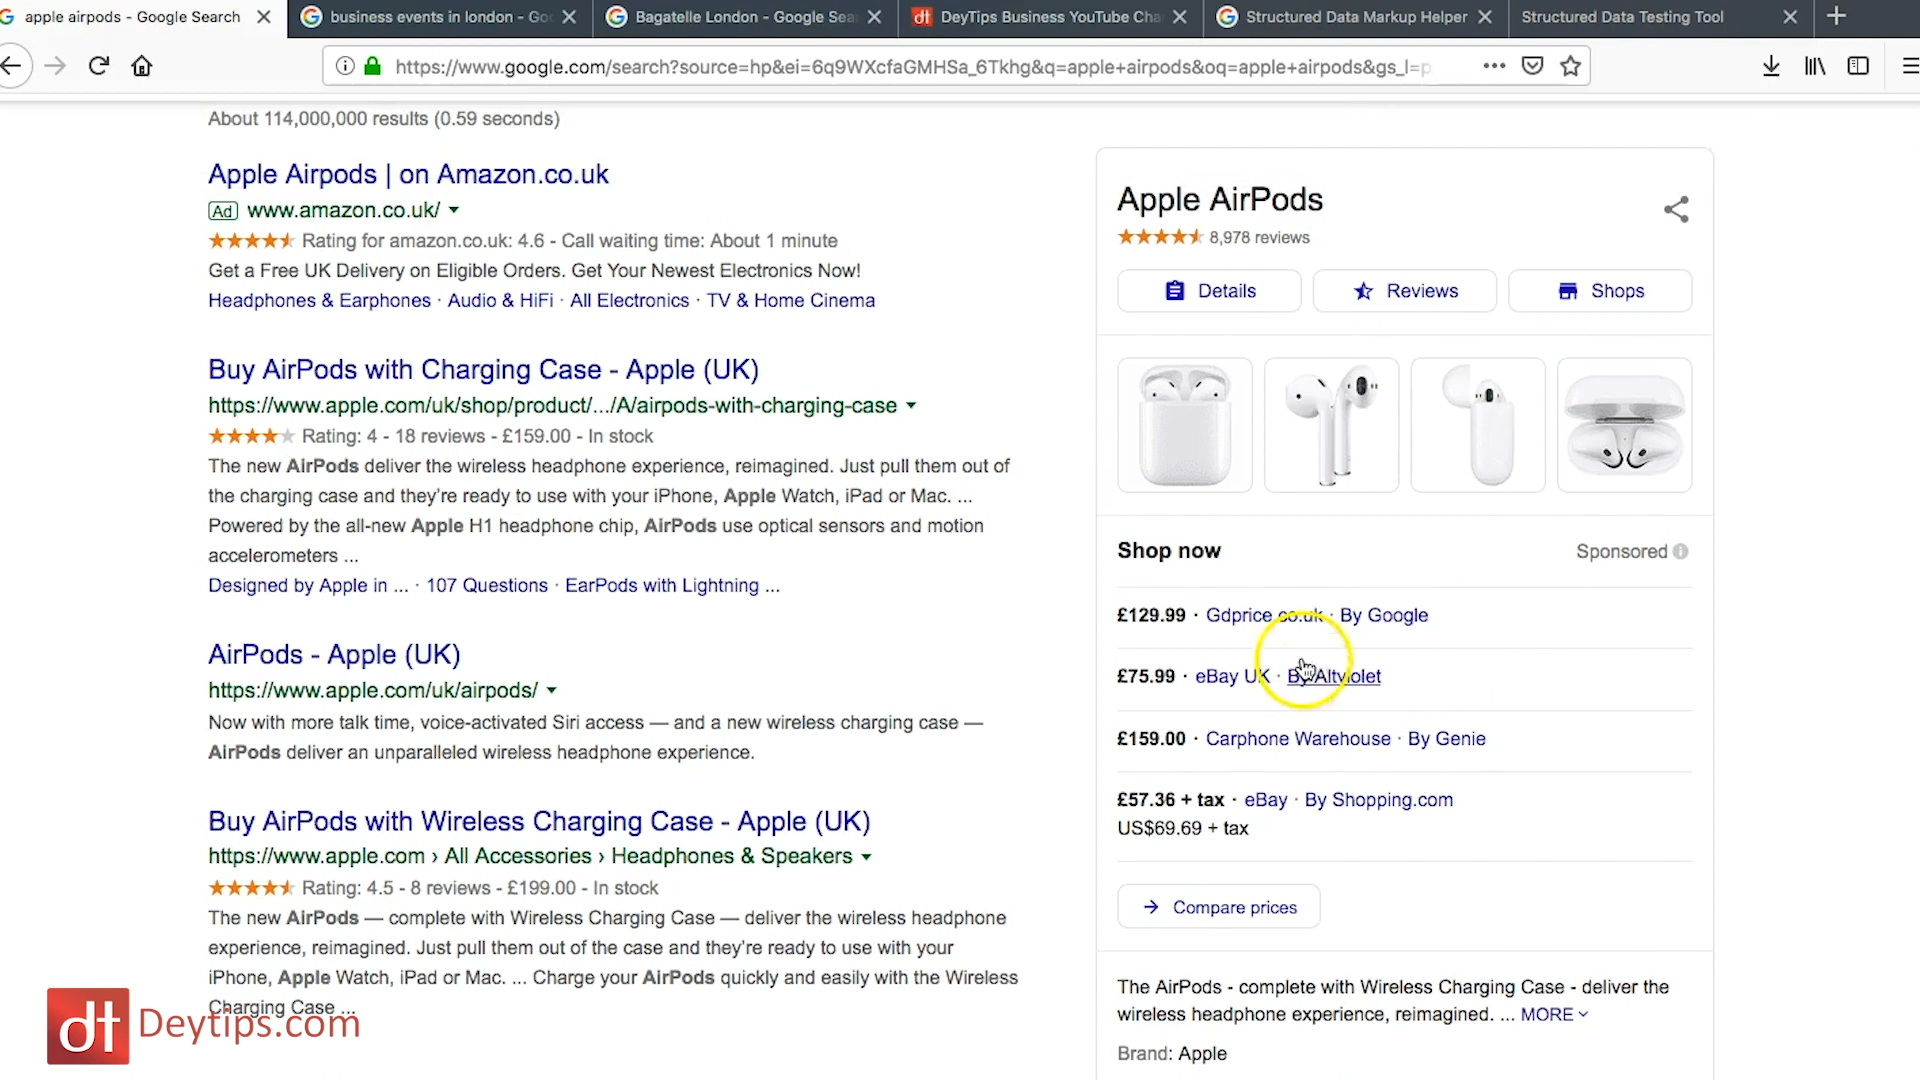 apple airpods - Google Search
business events in london - Goo
Bagatelle London - Google Sear
dt DeyTips Business YouTube Cha
Structured Data Markup Helper
Structured Data Testing Tool
https://www.google.com/search?source=hp&ei=6q9WXcfaGMHSa_6Tkhg&q=apple+airpods&oq=apple+airpods&gs_l=p
About 114,000,000 results (0.59 seconds)
Apple Airpods | on Amazon.co.uk
Ad www.amazon.co.uk/
Rating for amazon.co.uk: 4.6 - Call waiting time: About 1 minute
Get a Free UK Delivery on Eligible Orders. Get Your Newest Electronics Now!
Headphones & Earphones · Audio & HiFi · All Electronics · TV & Home Cinema
Buy AirPods with Charging Case - Apple (UK)
https://www.apple.com/uk/shop/product/.../A/airpods-with-charging-case
Rating: 4 - 18 reviews - £159.00 - In stock
The new AirPods deliver the wireless headphone experience, reimagined. Just pull them out of
the charging case and they're ready to use with your iPhone, Apple Watch, iPad or Mac. ...
Powered by the all-new Apple H1 headphone chip, AirPods use optical sensors and motion
accelerometers ...
Designed by Apple in ... · 107 Questions · EarPods with Lightning ...
AirPods - Apple (UK)
https://www.apple.com/uk/airpods/
Now with more talk time, voice-activated Siri access — and a new wireless charging case —
AirPods deliver an unparalleled wireless headphone experience.
Buy AirPods with Wireless Charging Case - Apple (UK)
https://www.apple.com › All Accessories › Headphones & Speakers
Rating: 4.5 - 8 reviews - £199.00 - In stock
The new AirPods — complete with Wireless Charging Case — deliver the wireless headphone
experience, reimagined. Just pull them out of the case and they're ready to use with your
iPhone, Apple Watch, iPad or Mac. ... Charge your AirPods quickly and easily with the Wireless
Charging Case ...
dt Deytips.com
Apple AirPods
8,978 reviews
Details
Reviews
Shops
Shop now
Sponsored
£129.99 · Gdprice.co.uk · By Google
£75.99 · eBay UK · By Altviolet
£159.00 · Carphone Warehouse · By Genie
£57.36 + tax · eBay · By Shopping.com
US$69.69 + tax
Compare prices
The AirPods - complete with Wireless Charging Case - deliver the
wireless headphone experience, reimagined. ... MORE
Brand: Apple